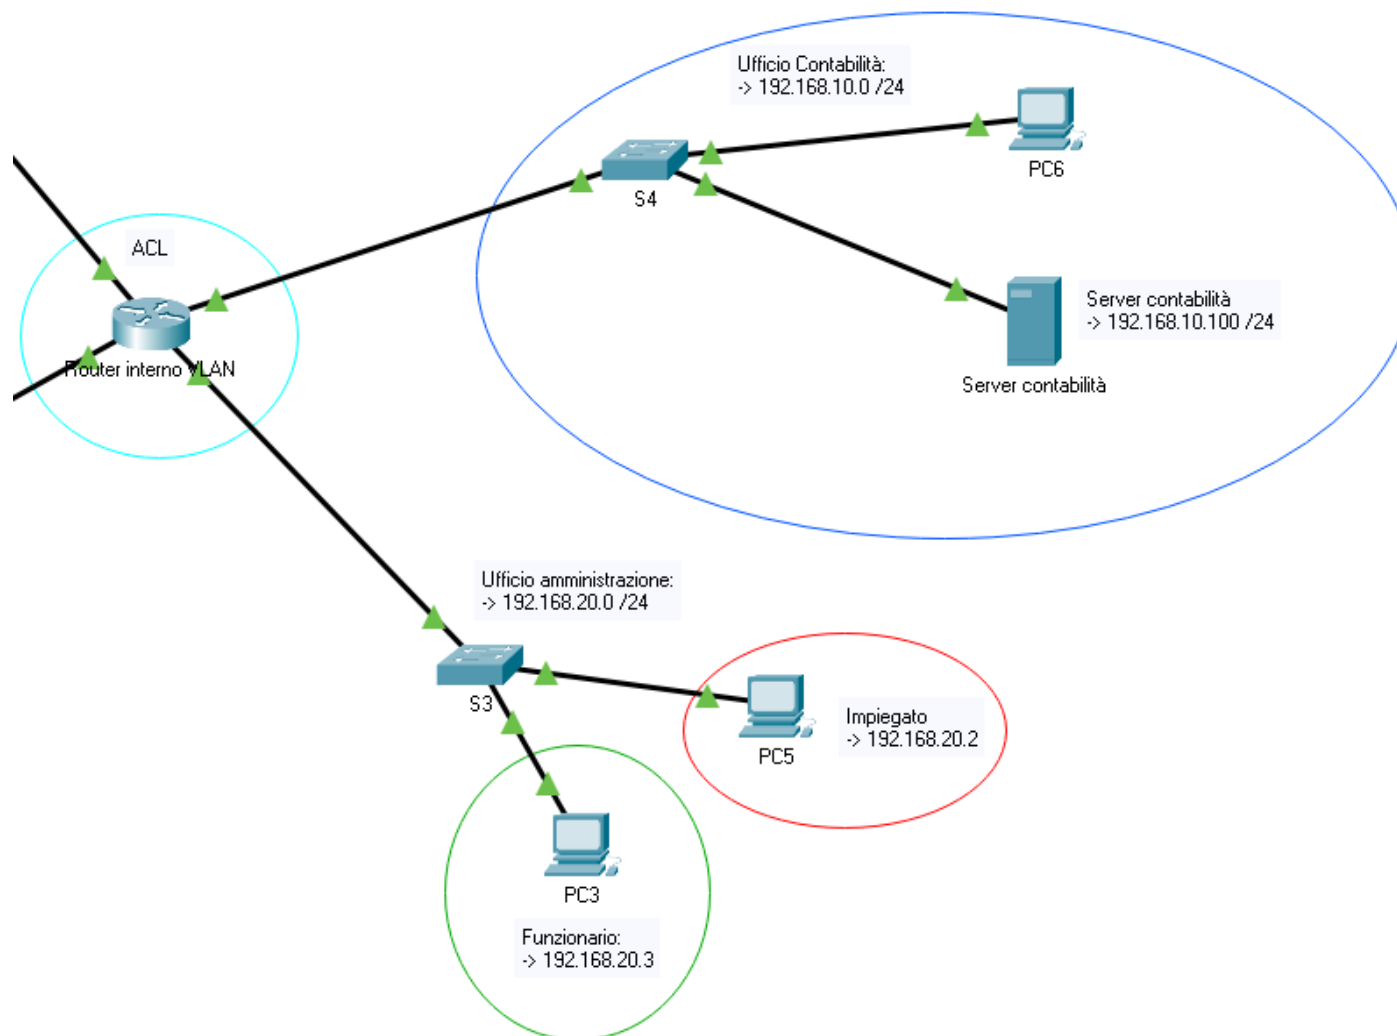 Ufficio Contabilità:
-> 192.168.10.0 /24
PC6
S4
ACL
Router interno VLAN
Server contabilità
-> 192.168.10.100 /24
Server contabilità
Ufficio amministrazione:
-> 192.168.20.0 /24
S3
Impiegato
-> 192.168.20.2
PC5
PC3
Funzionario:
-> 192.168.20.3